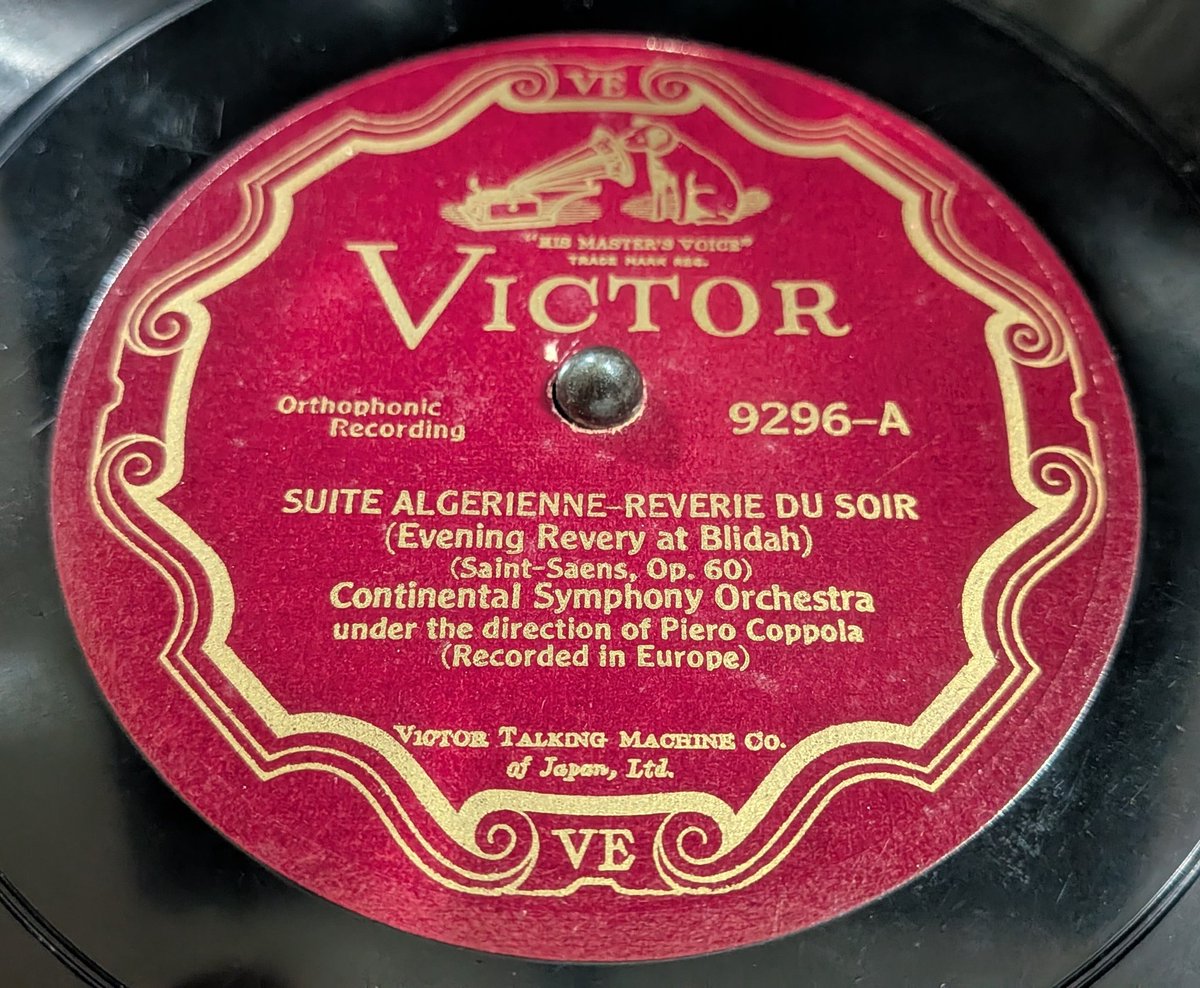 VE
"HIS MASTER'S VOICE"
TRADE MARK REG.
VICTOR
Orthophonic
Recording
9296-A
SUITE ALGERIENNE-REVERIE DU SOIR
(Evening Revery at Blidah)
(Saint-Saens, Op. 60)
Continental Symphony Orchestra
under the direction of Piero Coppola
(Recorded in Europe)
VICTOR TALKING MACHINE CO.
of Japan, Ltd.
VE